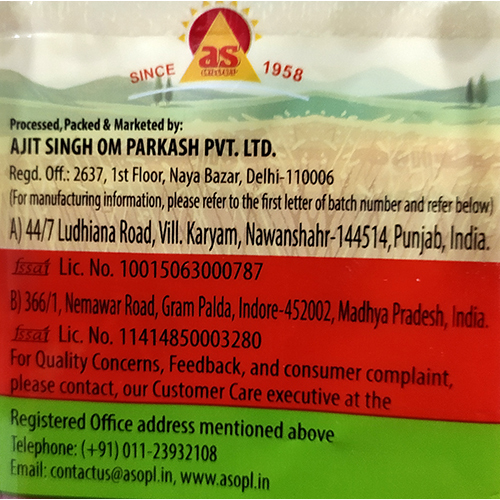 as
SINCE 1958
Processed, Packed & Marketed by:
AJIT SINGH OM PARKASH PVT. LTD.
Regd. Off.: 2637, 1st Floor, Naya Bazar, Delhi-110006
(For manufacturing information, please refer to the first letter of batch number and refer below)
A) 44/7 Ludhiana Road, Vill. Karyam, Nawanshahr-144514, Punjab, India.
fssai Lic. No. 10015063000787
B) 366/1, Nemawar Road, Gram Palda, Indore-452002, Madhya Pradesh, India.
fssai Lic. No. 11414850003280
For Quality Concerns, Feedback, and consumer complaint,
please contact, our Customer Care executive at the
Registered Office address mentioned above
Telephone: (+91) 011-23932108
Email: contactus@asopl.in, www.asopl.in